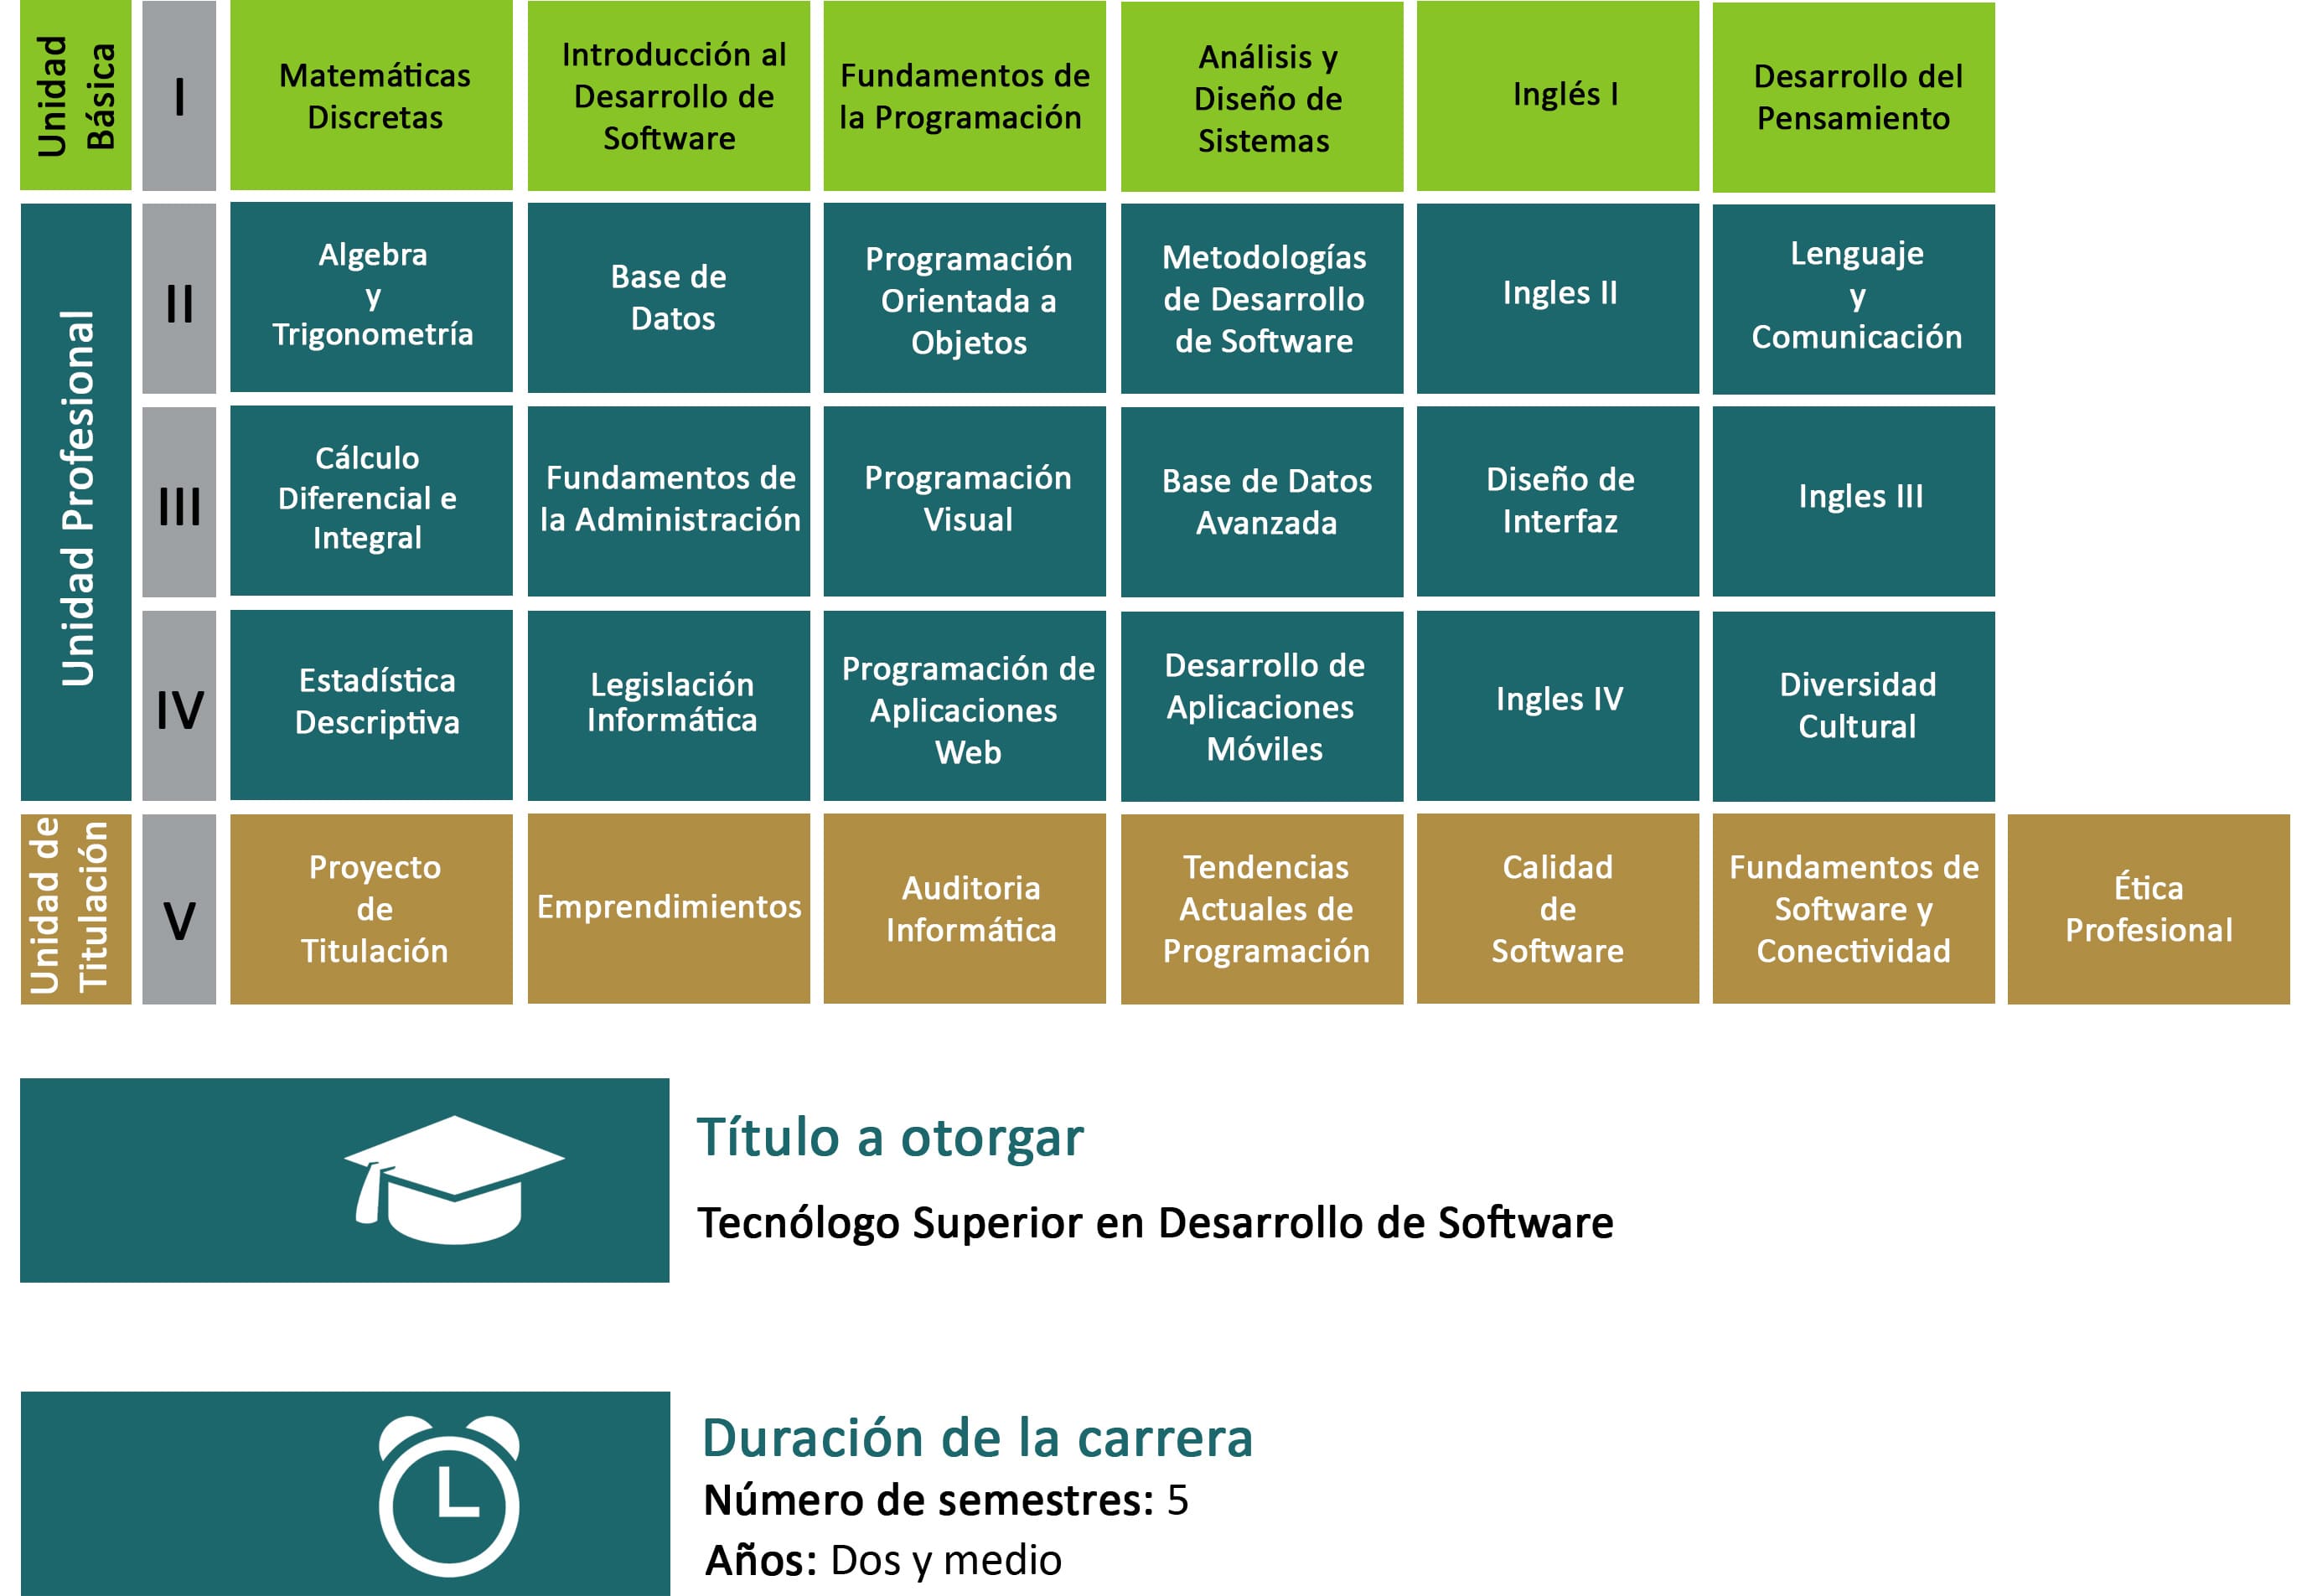 Unidad
Básica
I
Matemáticas
Discretas
Introducción al
Desarrollo de
Software
Fundamentos de
la Programación
Análisis y
Diseño de
Sistemas
Inglés I
Desarrollo del
Pensamiento
Unidad Profesional
II
Algebra
y
Trigonometría
Base de
Datos
Programación
Orientada a
Objetos
Metodologías
de Desarrollo
de Software
Ingles II
Lenguaje
y
Comunicación
III
Cálculo
Diferencial e
Integral
Fundamentos de
la Administración
Programación
Visual
Base de Datos
Avanzada
Diseño de
Interfaz
Ingles III
IV
Estadística
Descriptiva
Legislación
Informática
Programación de
Aplicaciones
Web
Desarrollo de
Aplicaciones
Móviles
Ingles IV
Diversidad
Cultural
Unidad de
Titulación
V
Proyecto
de
Titulación
Emprendimientos
Auditoria
Informática
Tendencias
Actuales de
Programación
Calidad
de
Software
Fundamentos de
Software y
Conectividad
Ética
Profesional
Título a otorgar
Tecnólogo Superior en Desarrollo de Software
Duración de la carrera
Número de semestres: 5
Años: Dos y medio